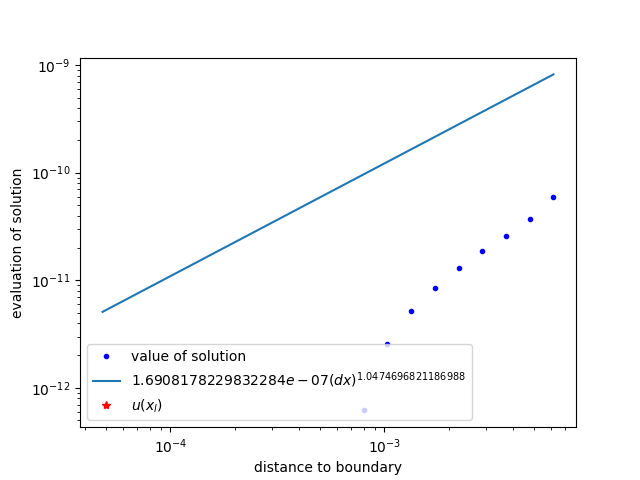 10^{-9}
10^{-10}
10^{-11}
10^{-12}
evaluation of solution
value of solution
1.6908178229832284e − 07(dx)^{1.0474696821186988}
u(x_l)
10^{-4}
10^{-3}
distance to boundary